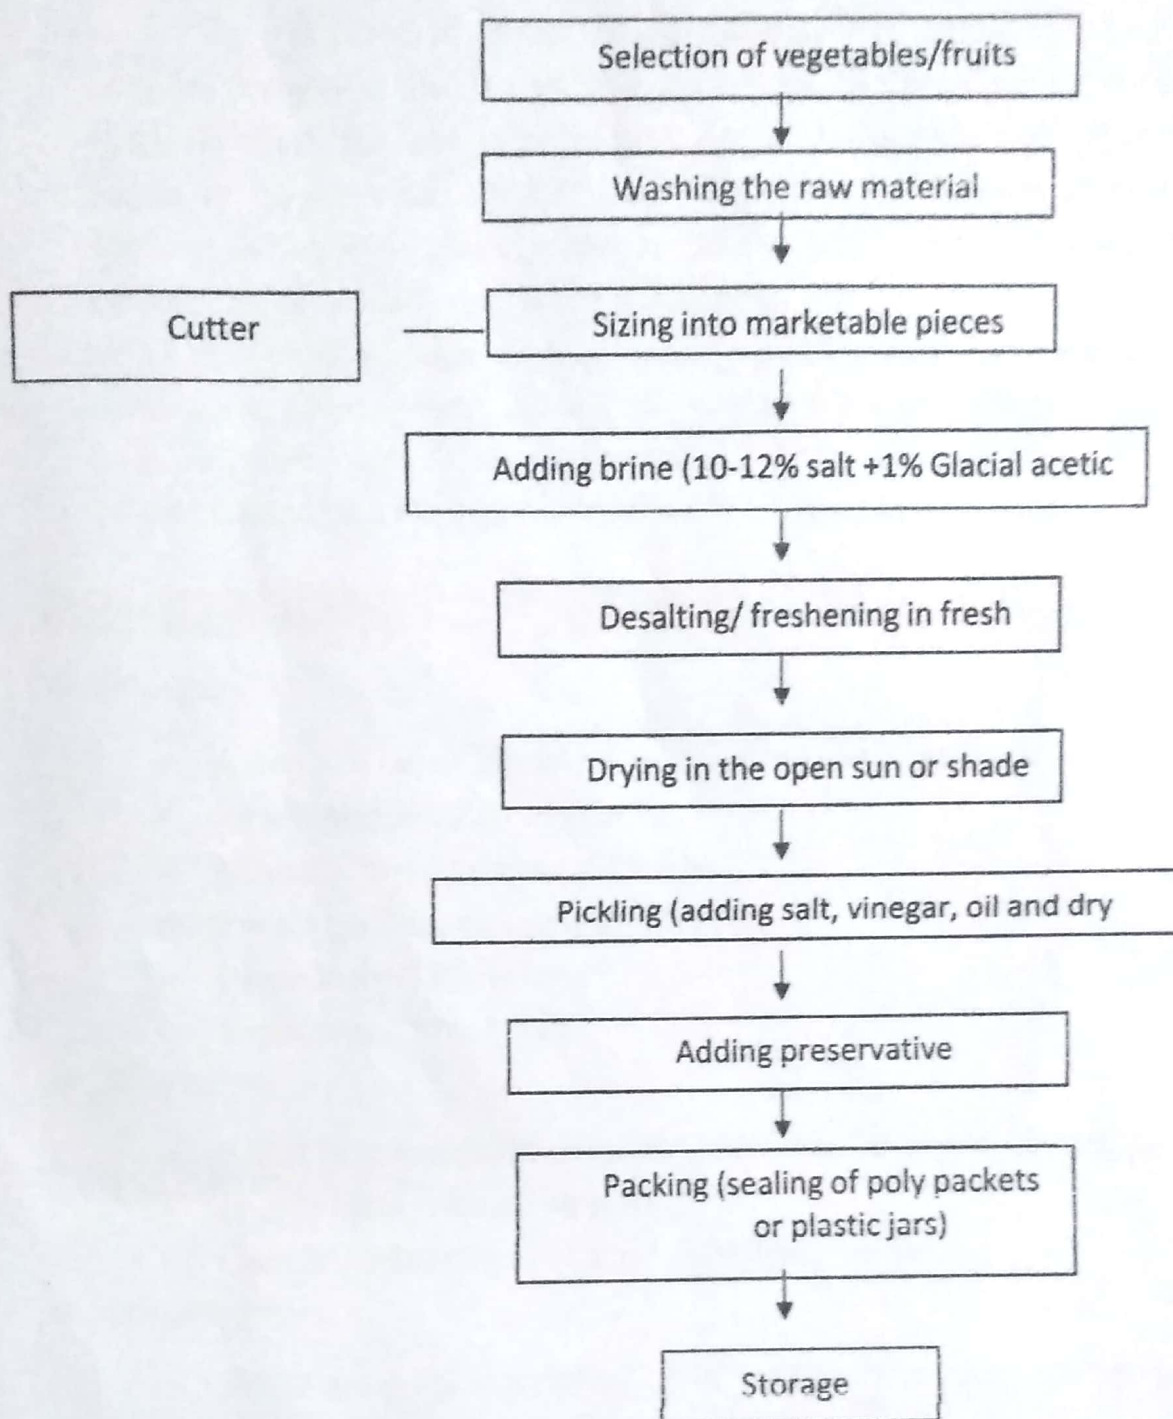 Selection of vegetables/fruits
Washing the raw material
Cutter
Sizing into marketable pieces
Adding brine (10-12% salt +1% Glacial acetic
Desalting/ freshening in fresh
Drying in the open sun or shade
Pickling (adding salt, vinegar, oil and dry
Adding preservative
Packing (sealing of poly packets
or plastic jars)
Storage